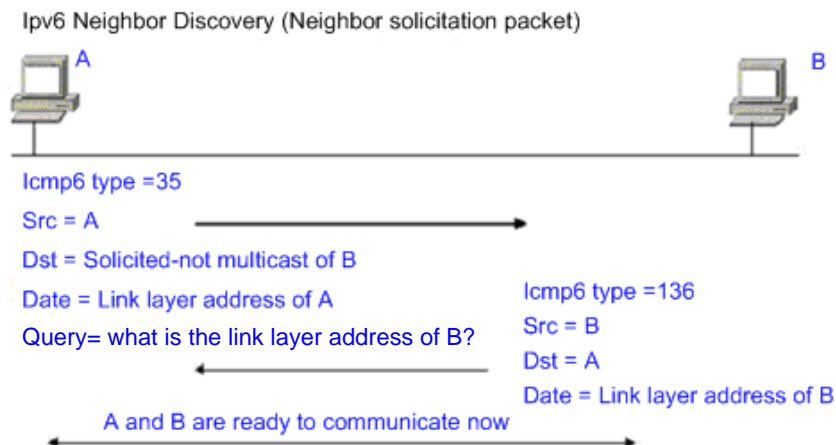 Ipv6 Neighbor Discovery (Neighbor solicitation packet)
A
B
Icmp6 type =35
Src = A
Dst = Solicited-not multicast of B
Date = Link layer address of A
Query= what is the link layer address of B?
Icmp6 type =136
Src = B
Dst = A
Date = Link layer address of B
A and B are ready to communicate now